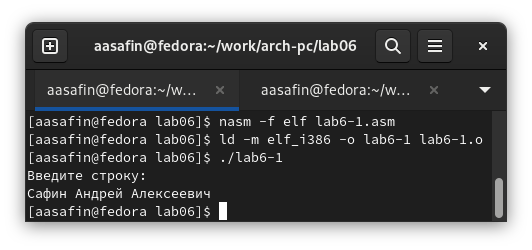 aasafin@fedora:~/work/arch-pc/lab06
aasafin@fedora:~/w… × aasafin@fedora:~/w… ×
[aasafin@fedora lab06]$ nasm -f elf lab6-1.asm
[aasafin@fedora lab06]$ ld -m elf_i386 -o lab6-1 lab6-1.o
[aasafin@fedora lab06]$ ./lab6-1
Введите строку:
Сафин Андрей Алексеевич
[aasafin@fedora lab06]$